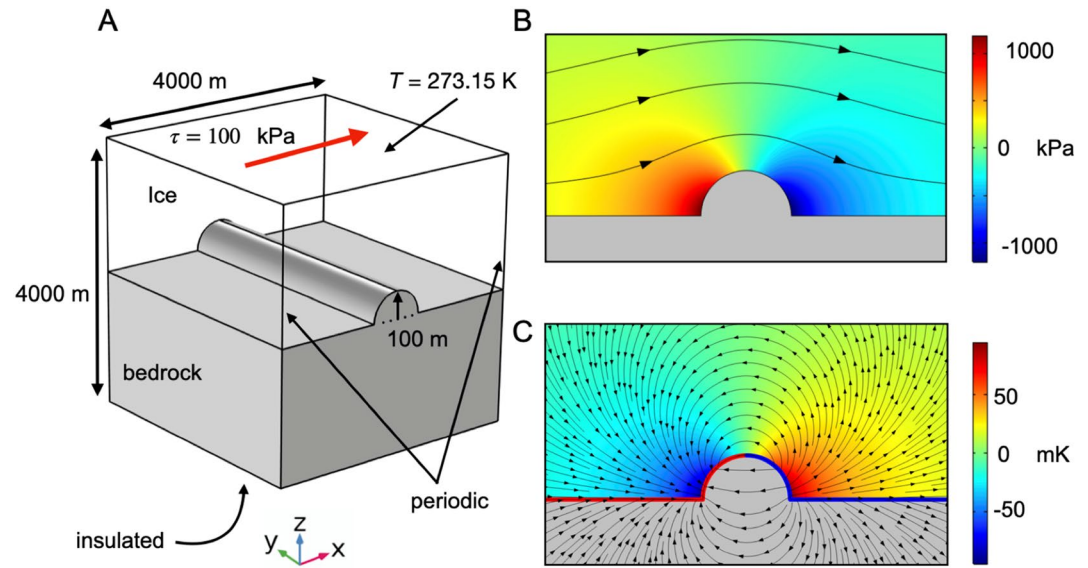 A
4000 m
T = 273.15 K
τ = 100 kPa
Ice
4000 m
100 m
bedrock
periodic
insulated
z
y
x
B
1000
0 kPa
-1000
C
50
0 mK
-50